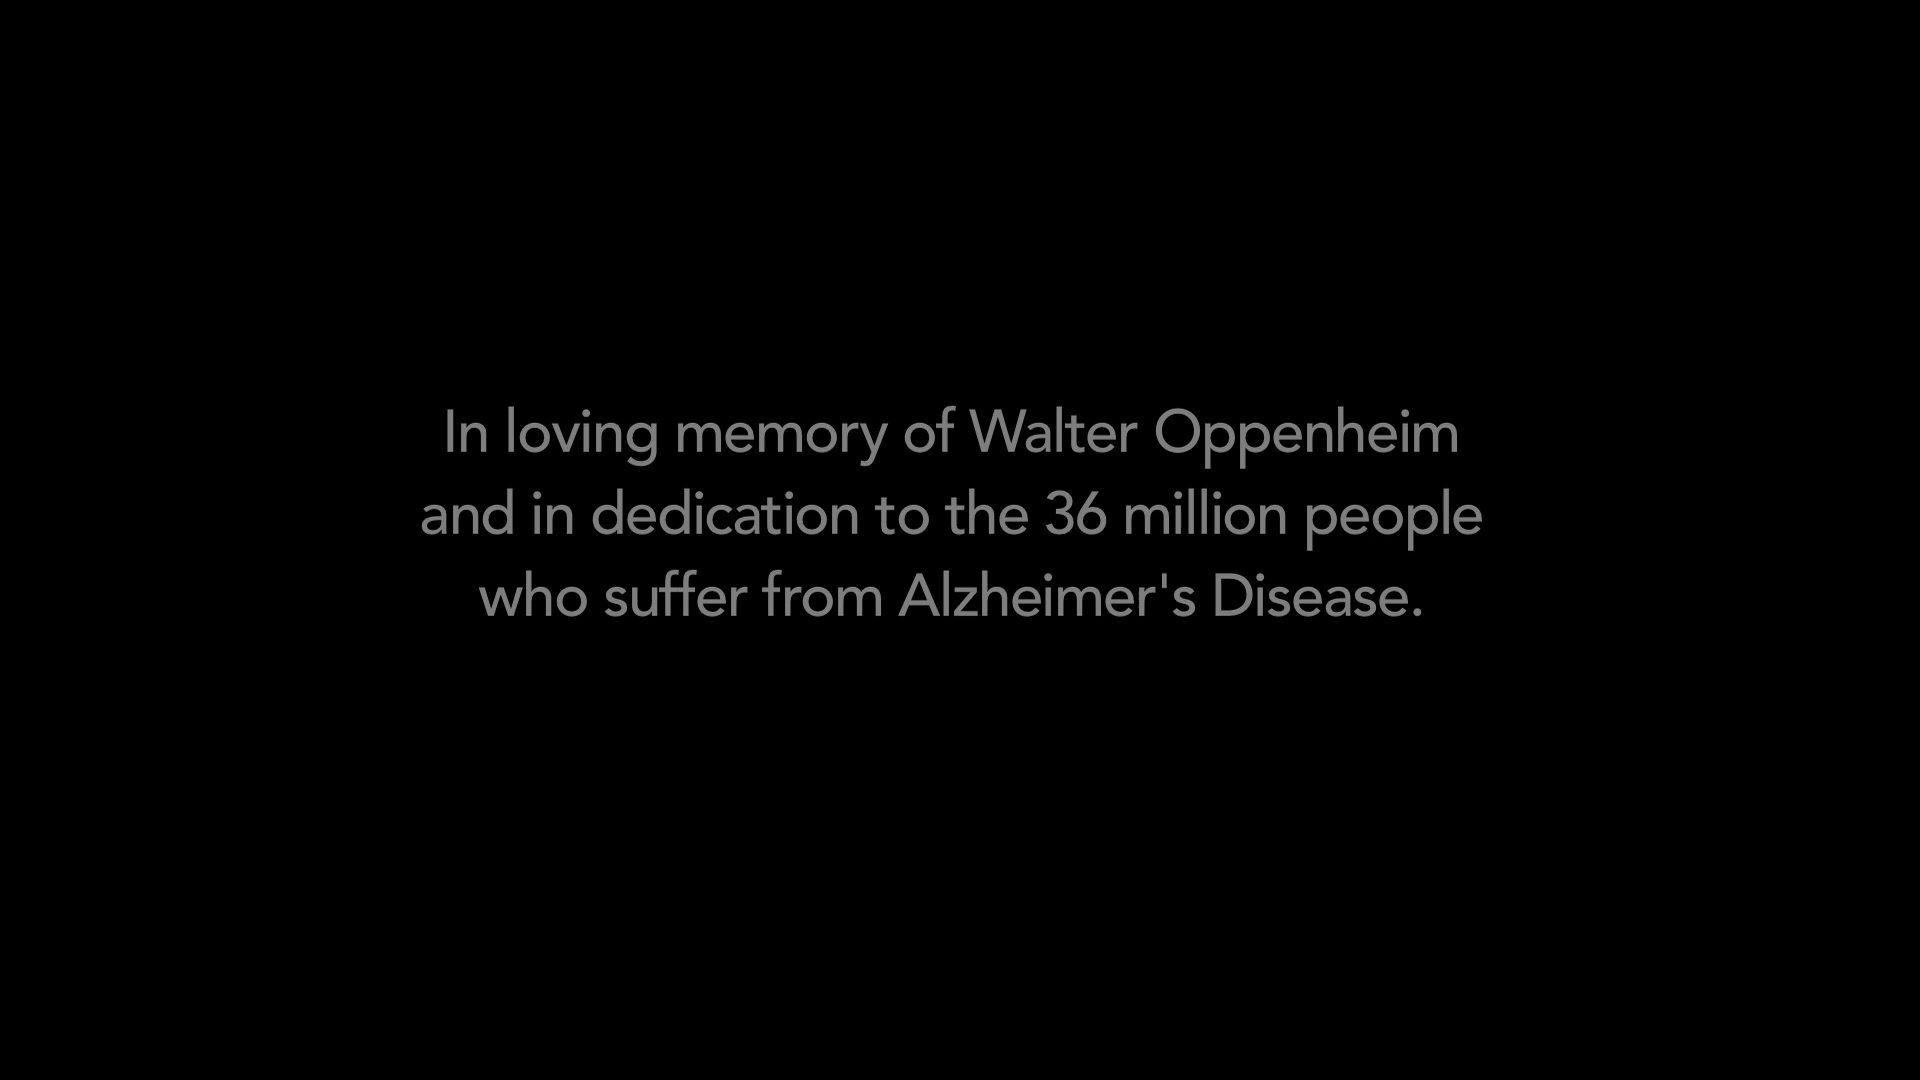 In loving memory of Walter Oppenheim
and in dedication to the 36 million people
who suffer from Alzheimer's Disease.